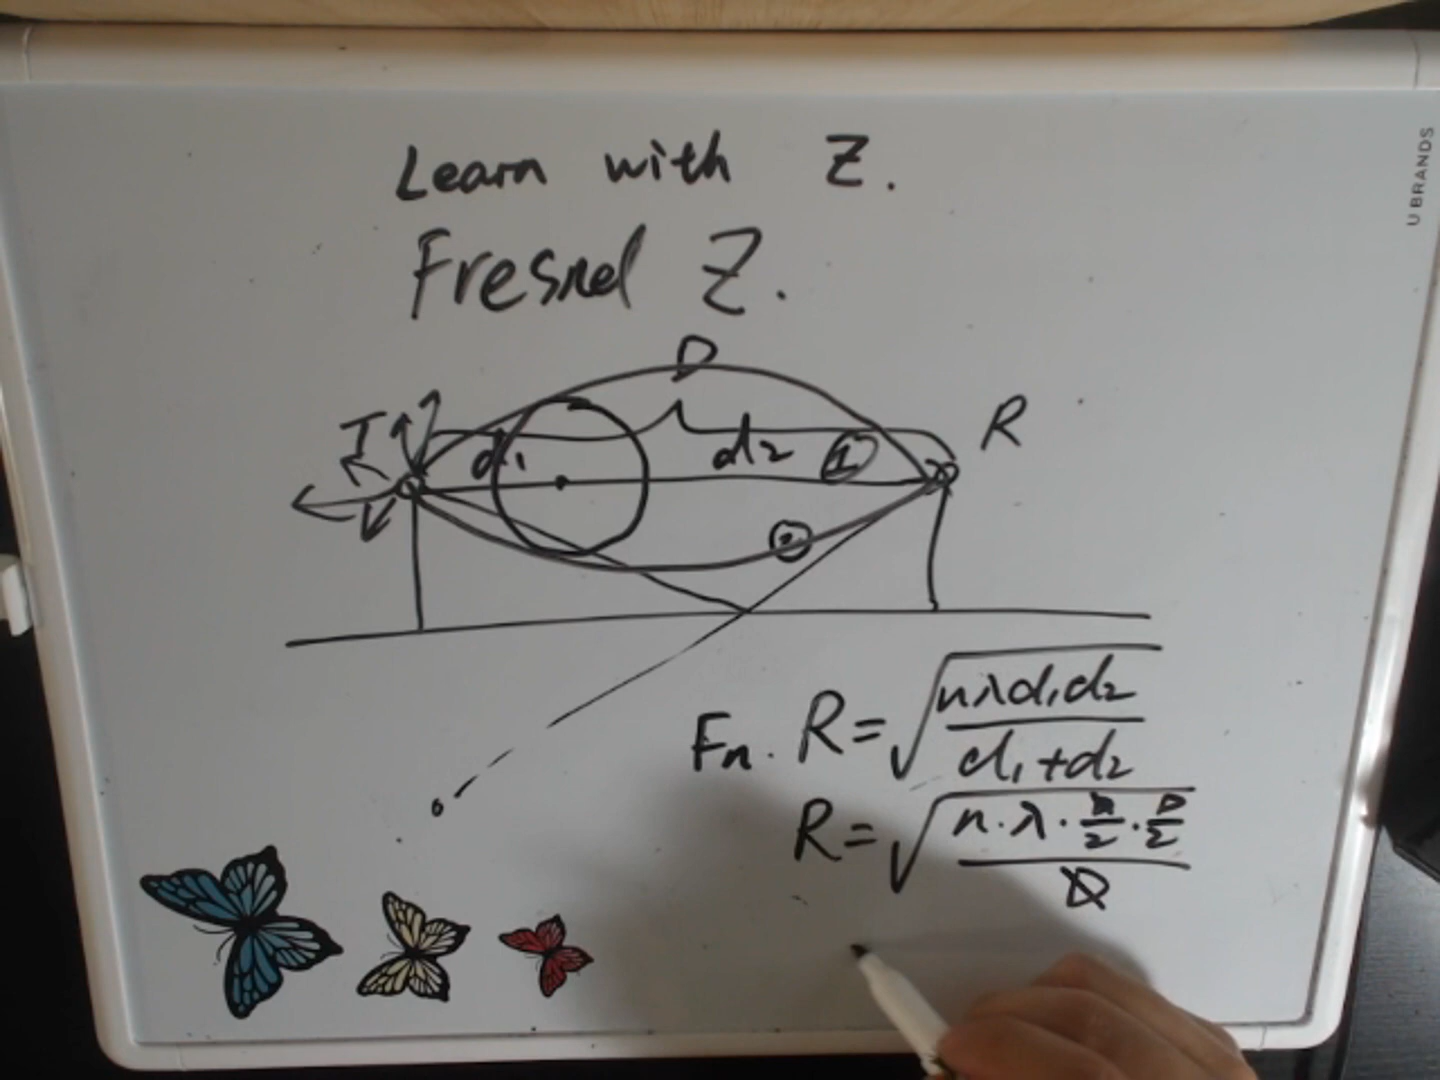 U BRANDS
Learn with Z.
Fresnel Z.
D
T
R
d₁
d₂
①
②
Fn. R = √(nλd₁d₂ / d₁+d₂)
R = √(n·λ·D/2·D/2 / D)